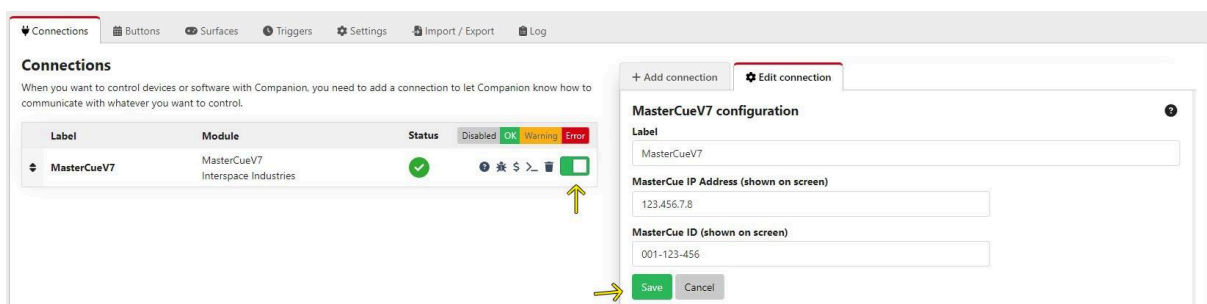 Connections
Buttons
Surfaces
Triggers
Settings
Import / Export
Log
Connections
When you want to control devices or software with Companion, you need to add a connection to let Companion know how to
communicate with whatever you want to control.
Label Module Status Disabled OK Warning Error
MasterCueV7
MasterCueV7
Interspace Industries
+ Add connection
Edit connection
MasterCueV7 configuration
Label
MasterCueV7
MasterCue IP Address (shown on screen)
123.456.7.8
MasterCue ID (shown on screen)
001-123-456
Save
Cancel